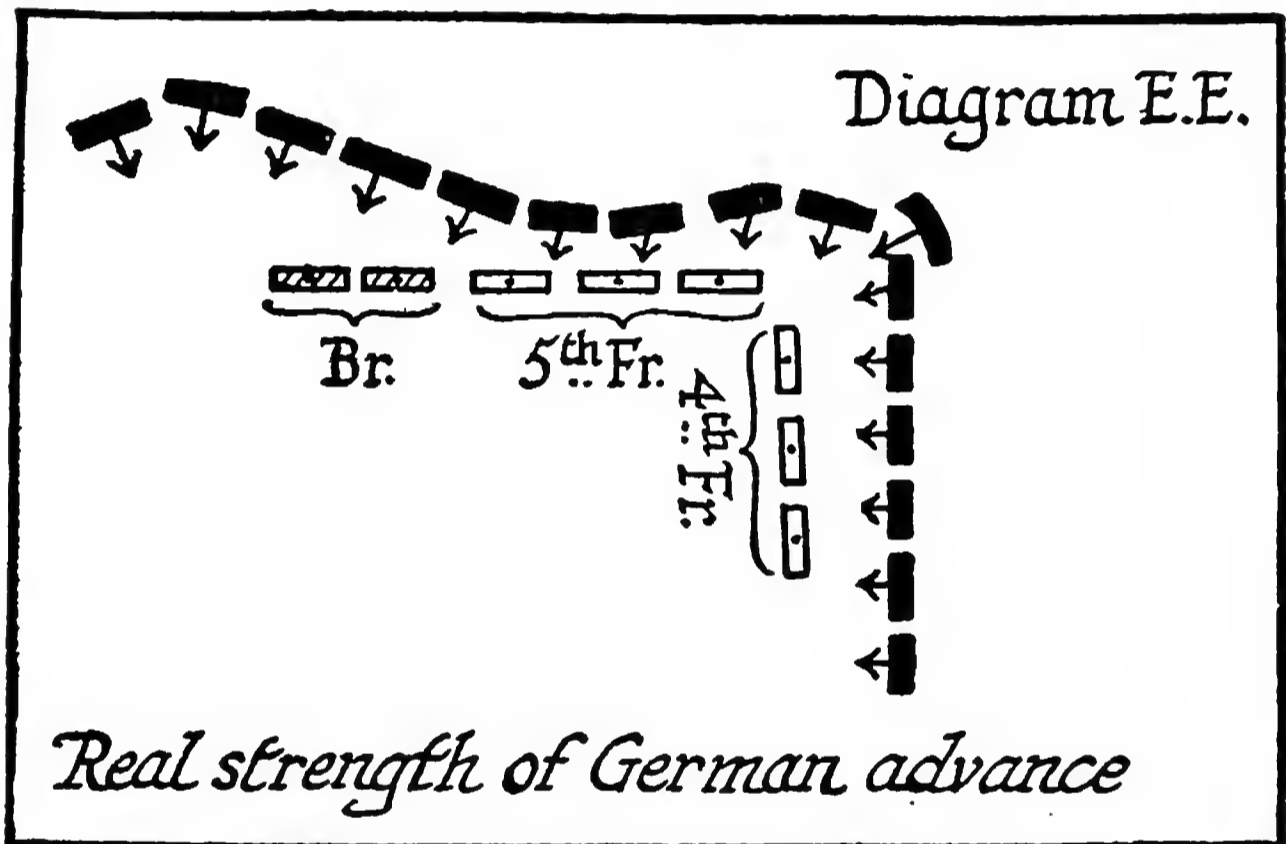 Diagram E.E.
Br.
5th Fr.
4th Fr.
Real strength of German advance